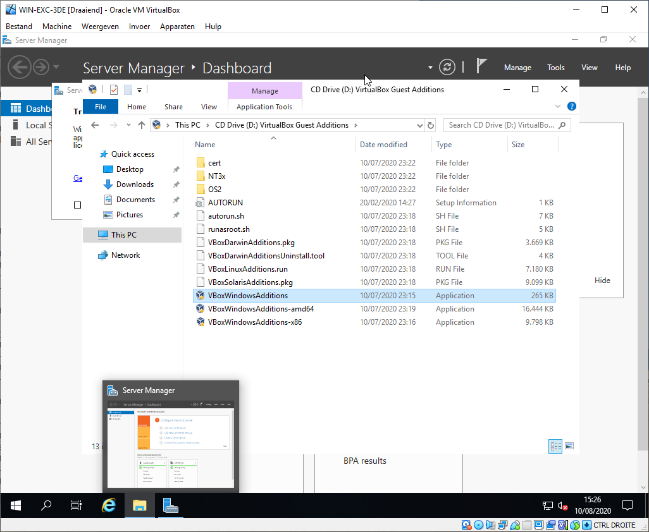 WIN-EXC-3DE [Draaiend] - Oracle VM VirtualBox
Bestand Machine Weergeven Invoer Apparaten Help
Server Manager
Server Manager ‣ Dashboard
Manage Tools View Help
Manage
CD Drive (D:) VirtualBox Guest Additions
File Home Share View Application Tools
This PC > CD Drive (D:) VirtualBox Guest Additions >
Search CD Drive (D:) VirtualBo...
Name Date modified Type Size
Quick access
Desktop
Downloads
Documents
Pictures
This PC
Network
cert 10/07/2020 23:22 File folder
NT3x 10/07/2020 23:22 File folder
OS2 10/07/2020 23:22 File folder
AUTORUN 20/02/2020 14:27 Setup Information 1 KB
autorun.sh 10/07/2020 23:18 SH File 7 KB
runasroot.sh 10/07/2020 23:18 SH File 5 KB
VBoxDarwinAdditions.pkg 10/07/2020 23:18 PKG File 3.669 KB
VBoxDarwinAdditionsUninstall.tool 10/07/2020 23:18 TOOL File 4 KB
VBoxLinuxAdditions.run 10/07/2020 23:18 RUN File 7.180 KB
VBoxSolarisAdditions.pkg 10/07/2020 23:18 PKG File 9.099 KB
VBoxWindowsAdditions 10/07/2020 23:15 Application 265 KB
VBoxWindowsAdditions-amd64 10/07/2020 23:19 Application 16.444 KB
VBoxWindowsAdditions-x86 10/07/2020 23:16 Application 9.798 KB
Dashbo
Local S
All Ser
Serv
Tr
Wi
app
lice
Ge
Hide
Server Manager
13 i
BPA results
15:26
10/08/2020
CTRL DROITE